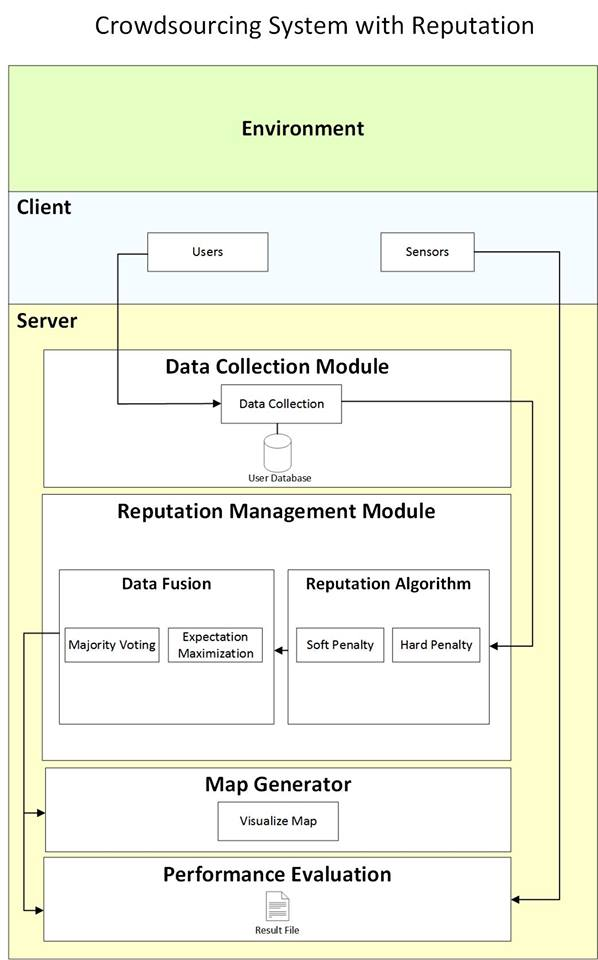 Crowdsourcing System with Reputation
Environment
Client
Users
Sensors
Server
Data Collection Module
Data Collection
User Database
Reputation Management Module
Data Fusion
Majority Voting
Expectation
Maximization
Reputation Algorithm
Soft Penalty
Hard Penalty
Map Generator
Visualize Map
Performance Evaluation
Result File